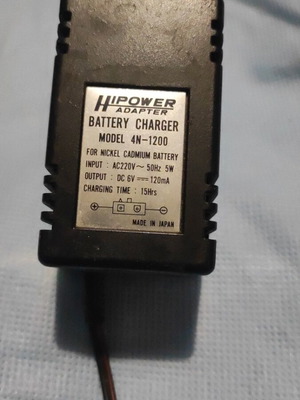 HIPOWER
ADAPTER
BATTERY CHARGER
MODEL 4N-1200
FOR NICKEL CADMIUM BATTERY
INPUT : AC220V ~ 50Hz 5W
OUTPUT : DC 6V ⎓ 120mA
CHARGING TIME : 15Hrs
- +
MADE IN JAPAN